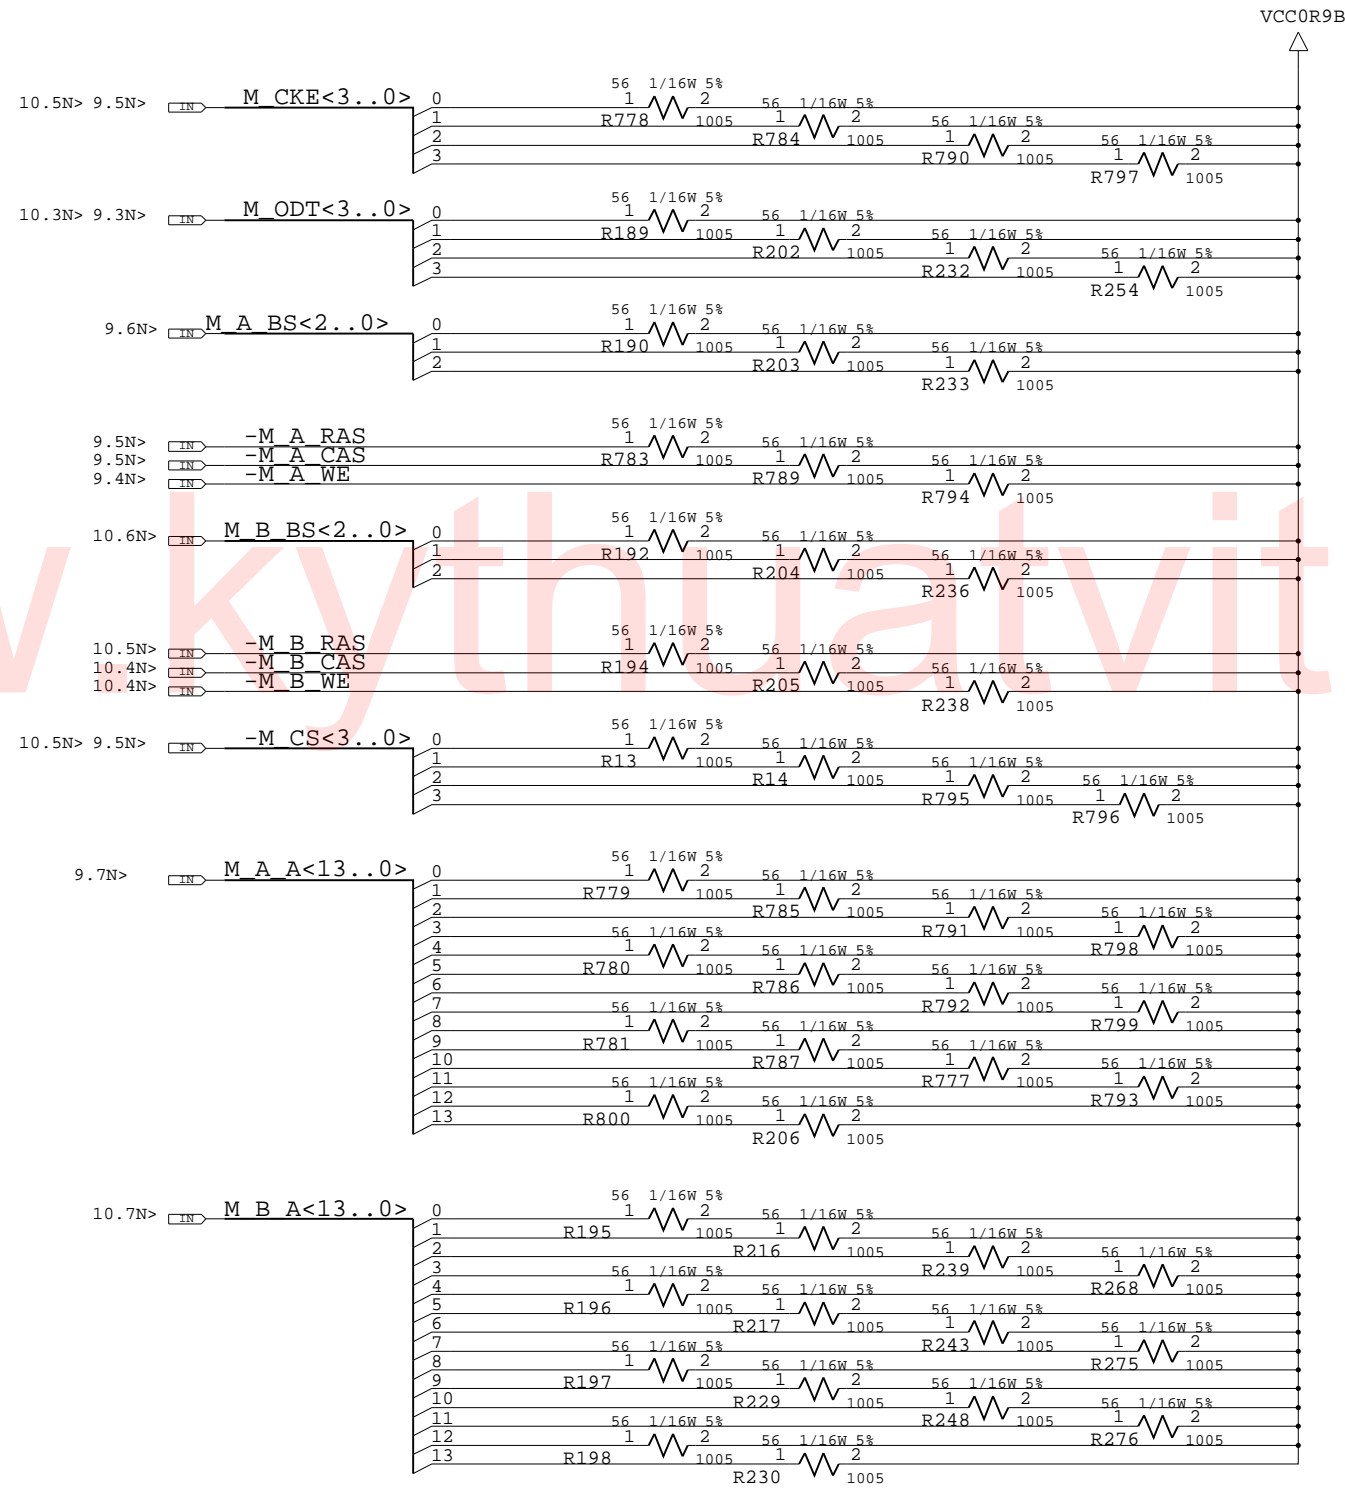 VCC0R9B
10.5N> 9.5N> IN M_CKE<3..0> 0 56 1/16W 5% 1 2 R778 1005
1 56 1/16W 5% 1 2 R784 1005
2 56 1/16W 5% 1 2 R790 1005
3 56 1/16W 5% 1 2 R797 1005
10.3N> 9.3N> IN M_ODT<3..0> 0 56 1/16W 5% 1 2 R189 1005
1 56 1/16W 5% 1 2 R202 1005
2 56 1/16W 5% 1 2 R232 1005
3 56 1/16W 5% 1 2 R254 1005
9.6N> IN M_A_BS<2..0> 0 56 1/16W 5% 1 2 R190 1005
1 56 1/16W 5% 1 2 R203 1005
2 56 1/16W 5% 1 2 R233 1005
9.5N> IN -M_A_RAS 56 1/16W 5% 1 2 R783 1005
9.5N> IN -M_A_CAS 56 1/16W 5% 1 2 R789 1005
9.4N> IN -M_A_WE 56 1/16W 5% 1 2 R794 1005
10.6N> IN M_B_BS<2..0> 0 56 1/16W 5% 1 2 R192 1005
1 56 1/16W 5% 1 2 R204 1005
2 56 1/16W 5% 1 2 R236 1005
w.kythuatvit
10.5N> IN -M_B_RAS 56 1/16W 5% 1 2 R194 1005
10.4N> IN -M_B_CAS 56 1/16W 5% 1 2 R205 1005
10.4N> IN -M_B_WE 56 1/16W 5% 1 2 R238 1005
10.5N> 9.5N> IN -M_CS<3..0> 0 56 1/16W 5% 1 2 R13 1005
1 56 1/16W 5% 1 2 R14 1005
2 56 1/16W 5% 1 2 R795 1005
3 56 1/16W 5% 1 2 R796 1005
9.7N> IN M_A_A<13..0> 0 56 1/16W 5% 1 2 R779 1005
1 56 1/16W 5% 1 2 R785 1005
2 56 1/16W 5% 1 2 R791 1005
3 56 1/16W 5% 1 2 R798 1005
4 56 1/16W 5% 1 2 R780 1005
5 56 1/16W 5% 1 2 R786 1005
6 56 1/16W 5% 1 2 R792 1005
7 56 1/16W 5% 1 2 R799 1005
8 56 1/16W 5% 1 2 R781 1005
9 56 1/16W 5% 1 2 R787 1005
10 56 1/16W 5% 1 2 R777 1005
11 56 1/16W 5% 1 2 R793 1005
12 56 1/16W 5% 1 2 R800 1005
13 56 1/16W 5% 1 2 R206 1005
10.7N> IN M_B_A<13..0> 0 56 1/16W 5% 1 2 R195 1005
1 56 1/16W 5% 1 2 R216 1005
2 56 1/16W 5% 1 2 R239 1005
3 56 1/16W 5% 1 2 R268 1005
4 56 1/16W 5% 1 2 R196 1005
5 56 1/16W 5% 1 2 R217 1005
6 56 1/16W 5% 1 2 R243 1005
7 56 1/16W 5% 1 2 R275 1005
8 56 1/16W 5% 1 2 R197 1005
9 56 1/16W 5% 1 2 R229 1005
10 56 1/16W 5% 1 2 R248 1005
11 56 1/16W 5% 1 2 R276 1005
12 56 1/16W 5% 1 2 R198 1005
13 56 1/16W 5% 1 2 R230 1005